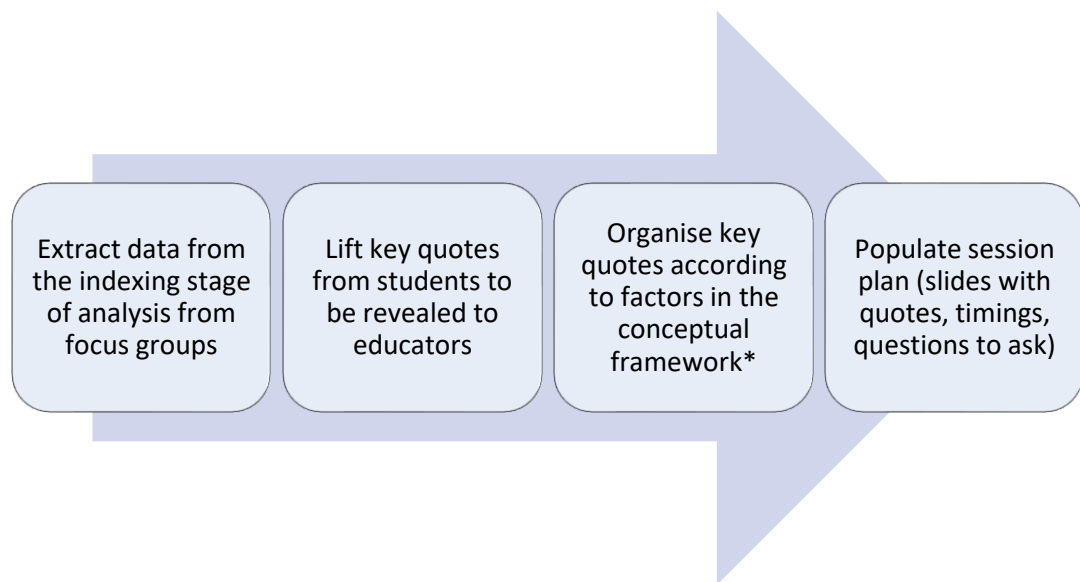 Extract data from
the indexing stage
of analysis from
focus groups
Lift key quotes
from students to
be revealed to
educators
Organise key
quotes according
to factors in the
conceptual
framework*
Populate session
plan (slides with
quotes, timings,
questions to ask)